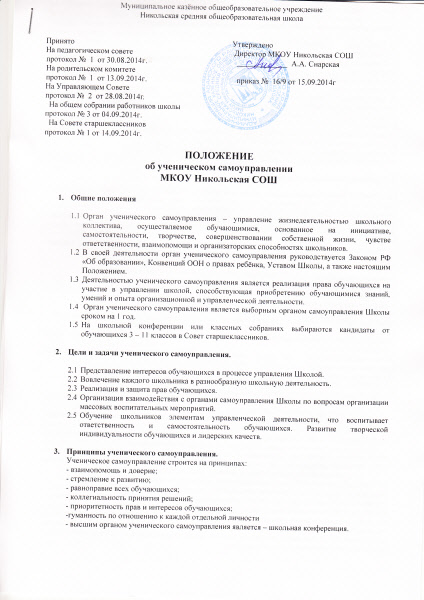 Муниципальное казённое общеобразовательное учреждение
Никольская средняя общеобразовательная школа
Принято
На педагогическом совете
протокол № 1 от 30.08.2014г.
На родительском комитете
протокол № 1 от 13.09.2014г.
На Управляющем Совете
протокол № 2 от 28.08.2014г.
На общем собрании работников школы
протокол № 3 от 04.09.2014г.
На Совете старшеклассников
протокол № 1 от 14.09.2014г.
Утверждено
Директор МКОУ Никольская СОШ
А.А. Снарская
приказ № 16/9 от 15.09.2014г
ПОЛОЖЕНИЕ
об ученическом самоуправлении
МКОУ Никольская СОШ
1. Общие положения
1.1 Орган ученического самоуправления – управление жизнедеятельностью школьного
коллектива, осуществляемое обучающимися, основанное на инициативе,
самостоятельности, творчестве, совершенствовании собственной жизни, чувстве
ответственности, взаимопомощи и организаторских способностях школьников.
1.2 В своей деятельности орган ученического самоуправления руководствуется Законом РФ
«Об образовании», Конвенций ООН о правах ребёнка, Уставом Школы, а также настоящим
Положением.
1.3 Деятельностью ученического самоуправления является реализация права обучающихся на
участие в управлении школой, способствующая приобретению обучающимися знаний,
умений и опыта организационной и управленческой деятельности.
1.4 Орган ученического самоуправления является выборным органом самоуправления Школы
сроком на 1 год.
1.5 На школьной конференции или классных собраниях выбираются кандидаты от
обучающихся 3 – 11 классов в Совет старшеклассников.
2. Цели и задачи ученического самоуправления.
2.1 Представление интересов обучающихся в процессе управления Школой.
2.2 Вовлечение каждого школьника в разнообразную школьную деятельность.
2.3 Реализация и защита прав обучающихся.
2.4 Организация взаимодействия с органами самоуправления Школы по вопросам организации
массовых воспитательных мероприятий.
2.5 Обучение школьников элементам управленческой деятельности, что воспитывает
ответственность и самостоятельность обучающихся. Развитие творческой
индивидуальности обучающихся и лидерских качеств.
3. Принципы ученического самоуправления.
Ученическое самоуправление строится на принципах:
- взаимопомощь и доверие;
- стремление к развитию;
- равноправие всех обучающихся;
- коллегиальность принятия решений;
- приоритетность прав и интересов обучающихся;
-гуманность по отношению к каждой отдельной личности
- высшим органом ученического самоуправления является – школьная конференция.